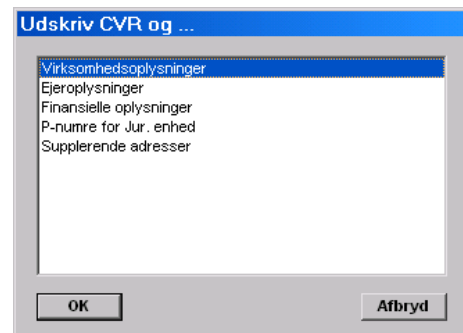 Udskriv CVR og ...
Virksomhedsoplysninger
Ejeroplysninger
Finansielle oplysninger
P-numre for Jur. enhed
Supplerende adresser
OK
Afbryd